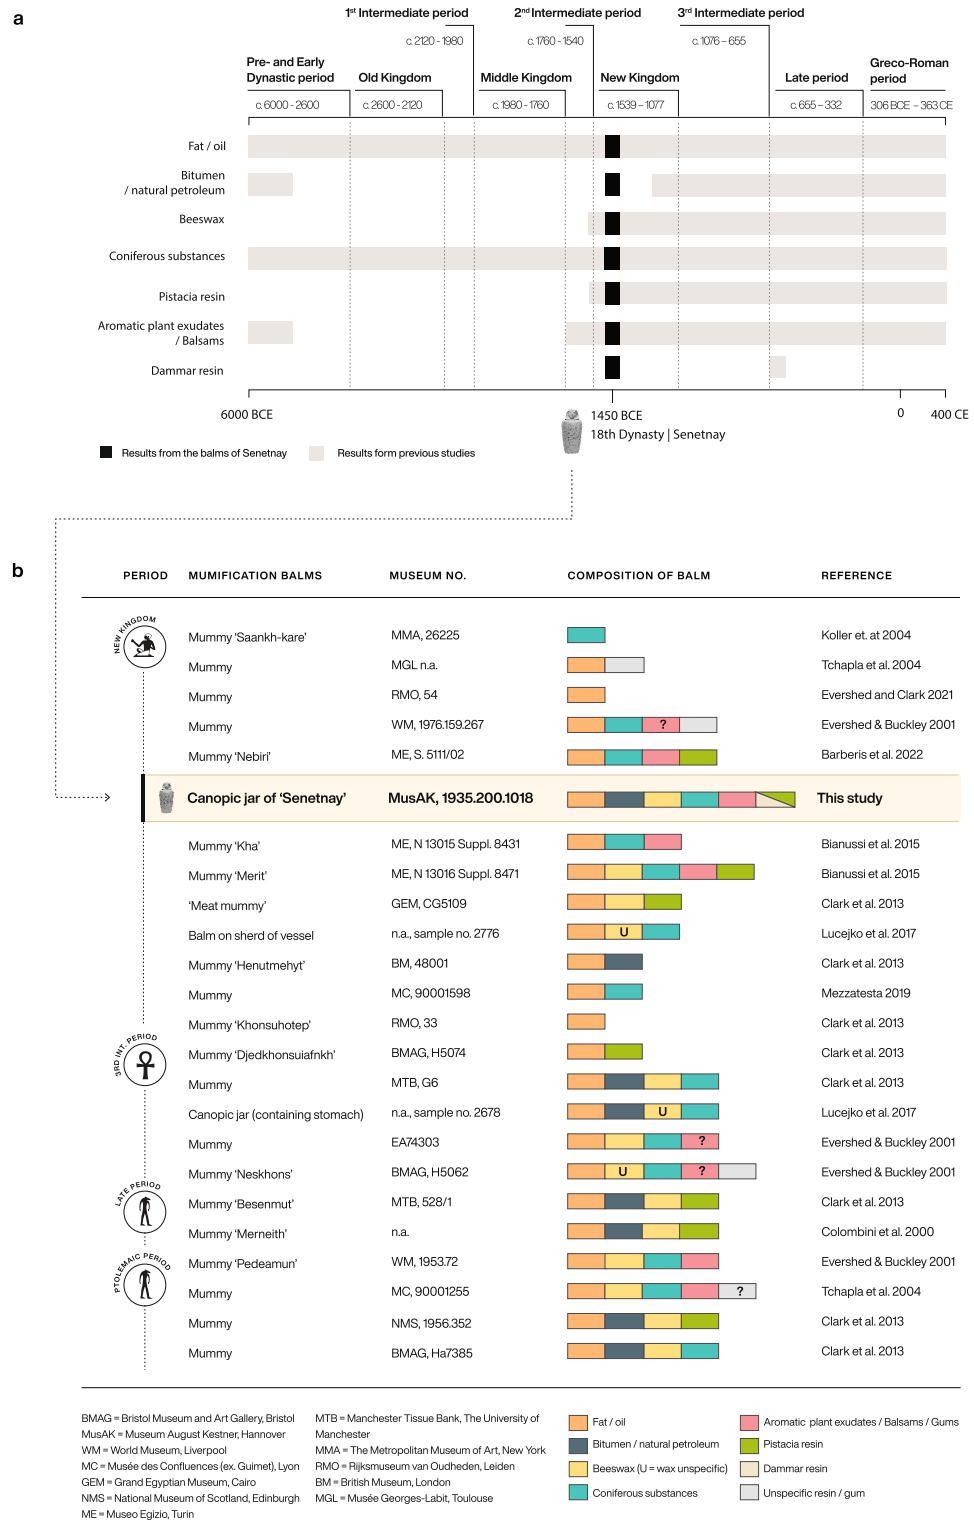 a
1st Intermediate period
2nd Intermediate period
3rd Intermediate period
c. 2120 - 1980
c. 1760 - 1540
c. 1076 – 655
Pre- and Early
Dynastic period
Old Kingdom
Middle Kingdom
New Kingdom
Late period
Greco-Roman
period
c. 6000 - 2600
c. 2600 - 2120
c. 1980 - 1760
c. 1539 – 1077
c. 655 – 332
306 BCE – 363 CE
Fat / oil
Bitumen
/ natural petroleum
Beeswax
Coniferous substances
Pistacia resin
Aromatic plant exudates
/ Balsams
Dammar resin
6000 BCE
1450 BCE
0
400 CE
18th Dynasty | Senetnay
Results from the balms of Senetnay
Results form previous studies
b
PERIOD MUMIFICATION BALMS MUSEUM NO. COMPOSITION OF BALM REFERENCE
NEW KINGDOM
Mummy ‘Saankh-kare’ MMA, 26225 Koller et. at 2004
Mummy MGL n.a. Tchapla et al. 2004
Mummy RMO, 54 Evershed and Clark 2021
Mummy WM, 1976.159.267 ? Evershed & Buckley 2001
Mummy ‘Nebiri’ ME, S. 5111/02 Barberis et al. 2022
Canopic jar of ‘Senetnay’ MusAK, 1935.200.1018 This study
Mummy ‘Kha’ ME, N 13015 Suppl. 8431 Bianussi et al. 2015
Mummy ‘Merit’ ME, N 13016 Suppl. 8471 Bianussi et al. 2015
‘Meat mummy’ GEM, CG5109 Clark et al. 2013
Balm on sherd of vessel n.a., sample no. 2776 U Lucejko et al. 2017
Mummy ‘Henutmehyt’ BM, 48001 Clark et al. 2013
Mummy MC, 90001598 Mezzatesta 2019
Mummy ‘Khonsuhotep’ RMO, 33 Clark et al. 2013
3RD INT. PERIOD
Mummy ‘Djedkhonsuiafnkh’ BMAG, H5074 Clark et al. 2013
Mummy MTB, G6 Clark et al. 2013
Canopic jar (containing stomach) n.a., sample no. 2678 U Lucejko et al. 2017
Mummy EA74303 ? Evershed & Buckley 2001
Mummy ‘Neskhons’ BMAG, H5062 U ? Evershed & Buckley 2001
LATE PERIOD
Mummy ‘Besenmut’ MTB, 528/1 Clark et al. 2013
Mummy ‘Merneith’ n.a. Colombini et al. 2000
PTOLEMAIC PERIOD
Mummy ‘Pedeamun’ WM, 1953.72 Evershed & Buckley 2001
Mummy MC, 90001255 ? Tchapla et al. 2004
Mummy NMS, 1956.352 Clark et al. 2013
Mummy BMAG, Ha7385 Clark et al. 2013
BMAG = Bristol Museum and Art Gallery, Bristol
MusAK = Museum August Kestner, Hannover
WM = World Museum, Liverpool
MC = Musée des Confluences (ex. Guimet), Lyon
GEM = Grand Egyptian Museum, Cairo
NMS = National Museum of Scotland, Edinburgh
ME = Museo Egizio, Turin
MTB = Manchester Tissue Bank, The University of
Manchester
MMA = The Metropolitan Museum of Art, New York
RMO = Rijksmuseum van Oudheden, Leiden
BM = British Museum, London
MGL = Musée Georges-Labit, Toulouse
Fat / oil
Bitumen / natural petroleum
Beeswax (U = wax unspecific)
Coniferous substances
Aromatic plant exudates / Balsams / Gums
Pistacia resin
Dammar resin
Unspecific resin / gum